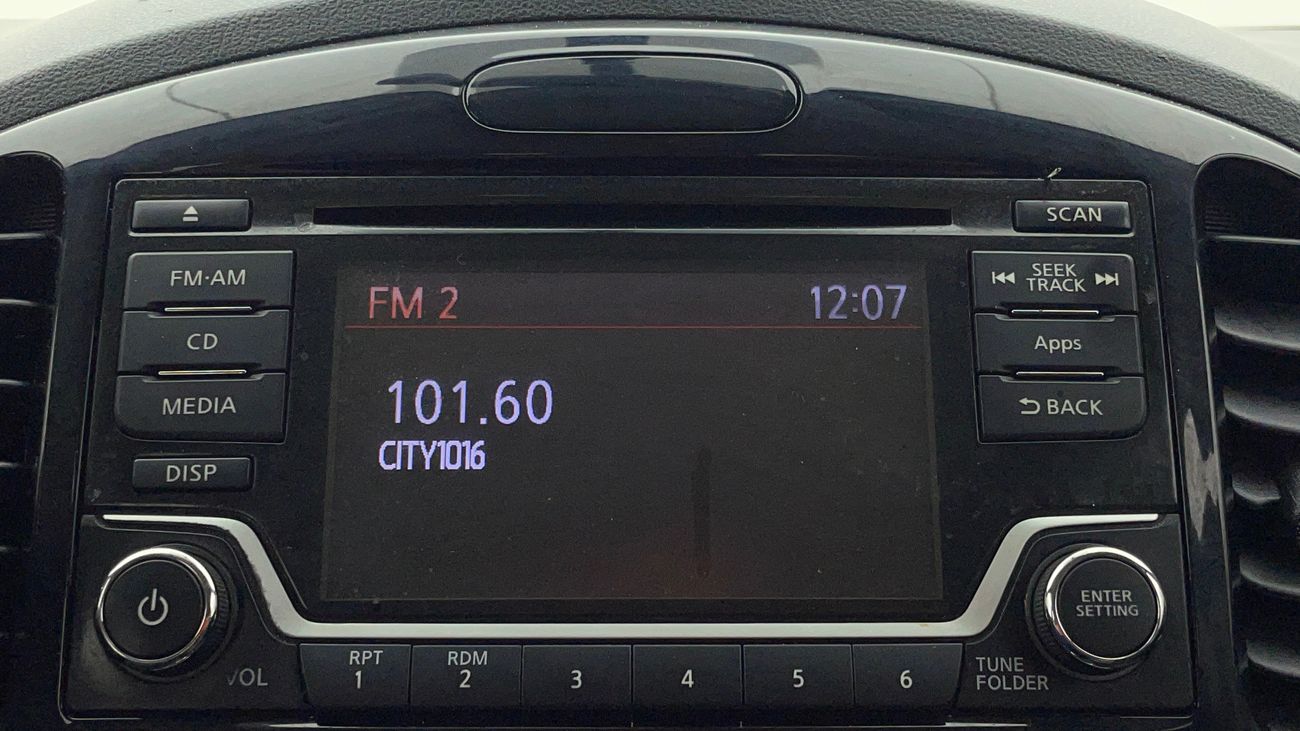 SCAN
FM·AM
SEEK
TRACK
FM 2 12:07
CD
Apps
101.60
MEDIA
BACK
CITY1016
DISP
ENTER
SETTING
VOL
RPT
1
RDM
2
3
4
5
6
TUNE
FOLDER